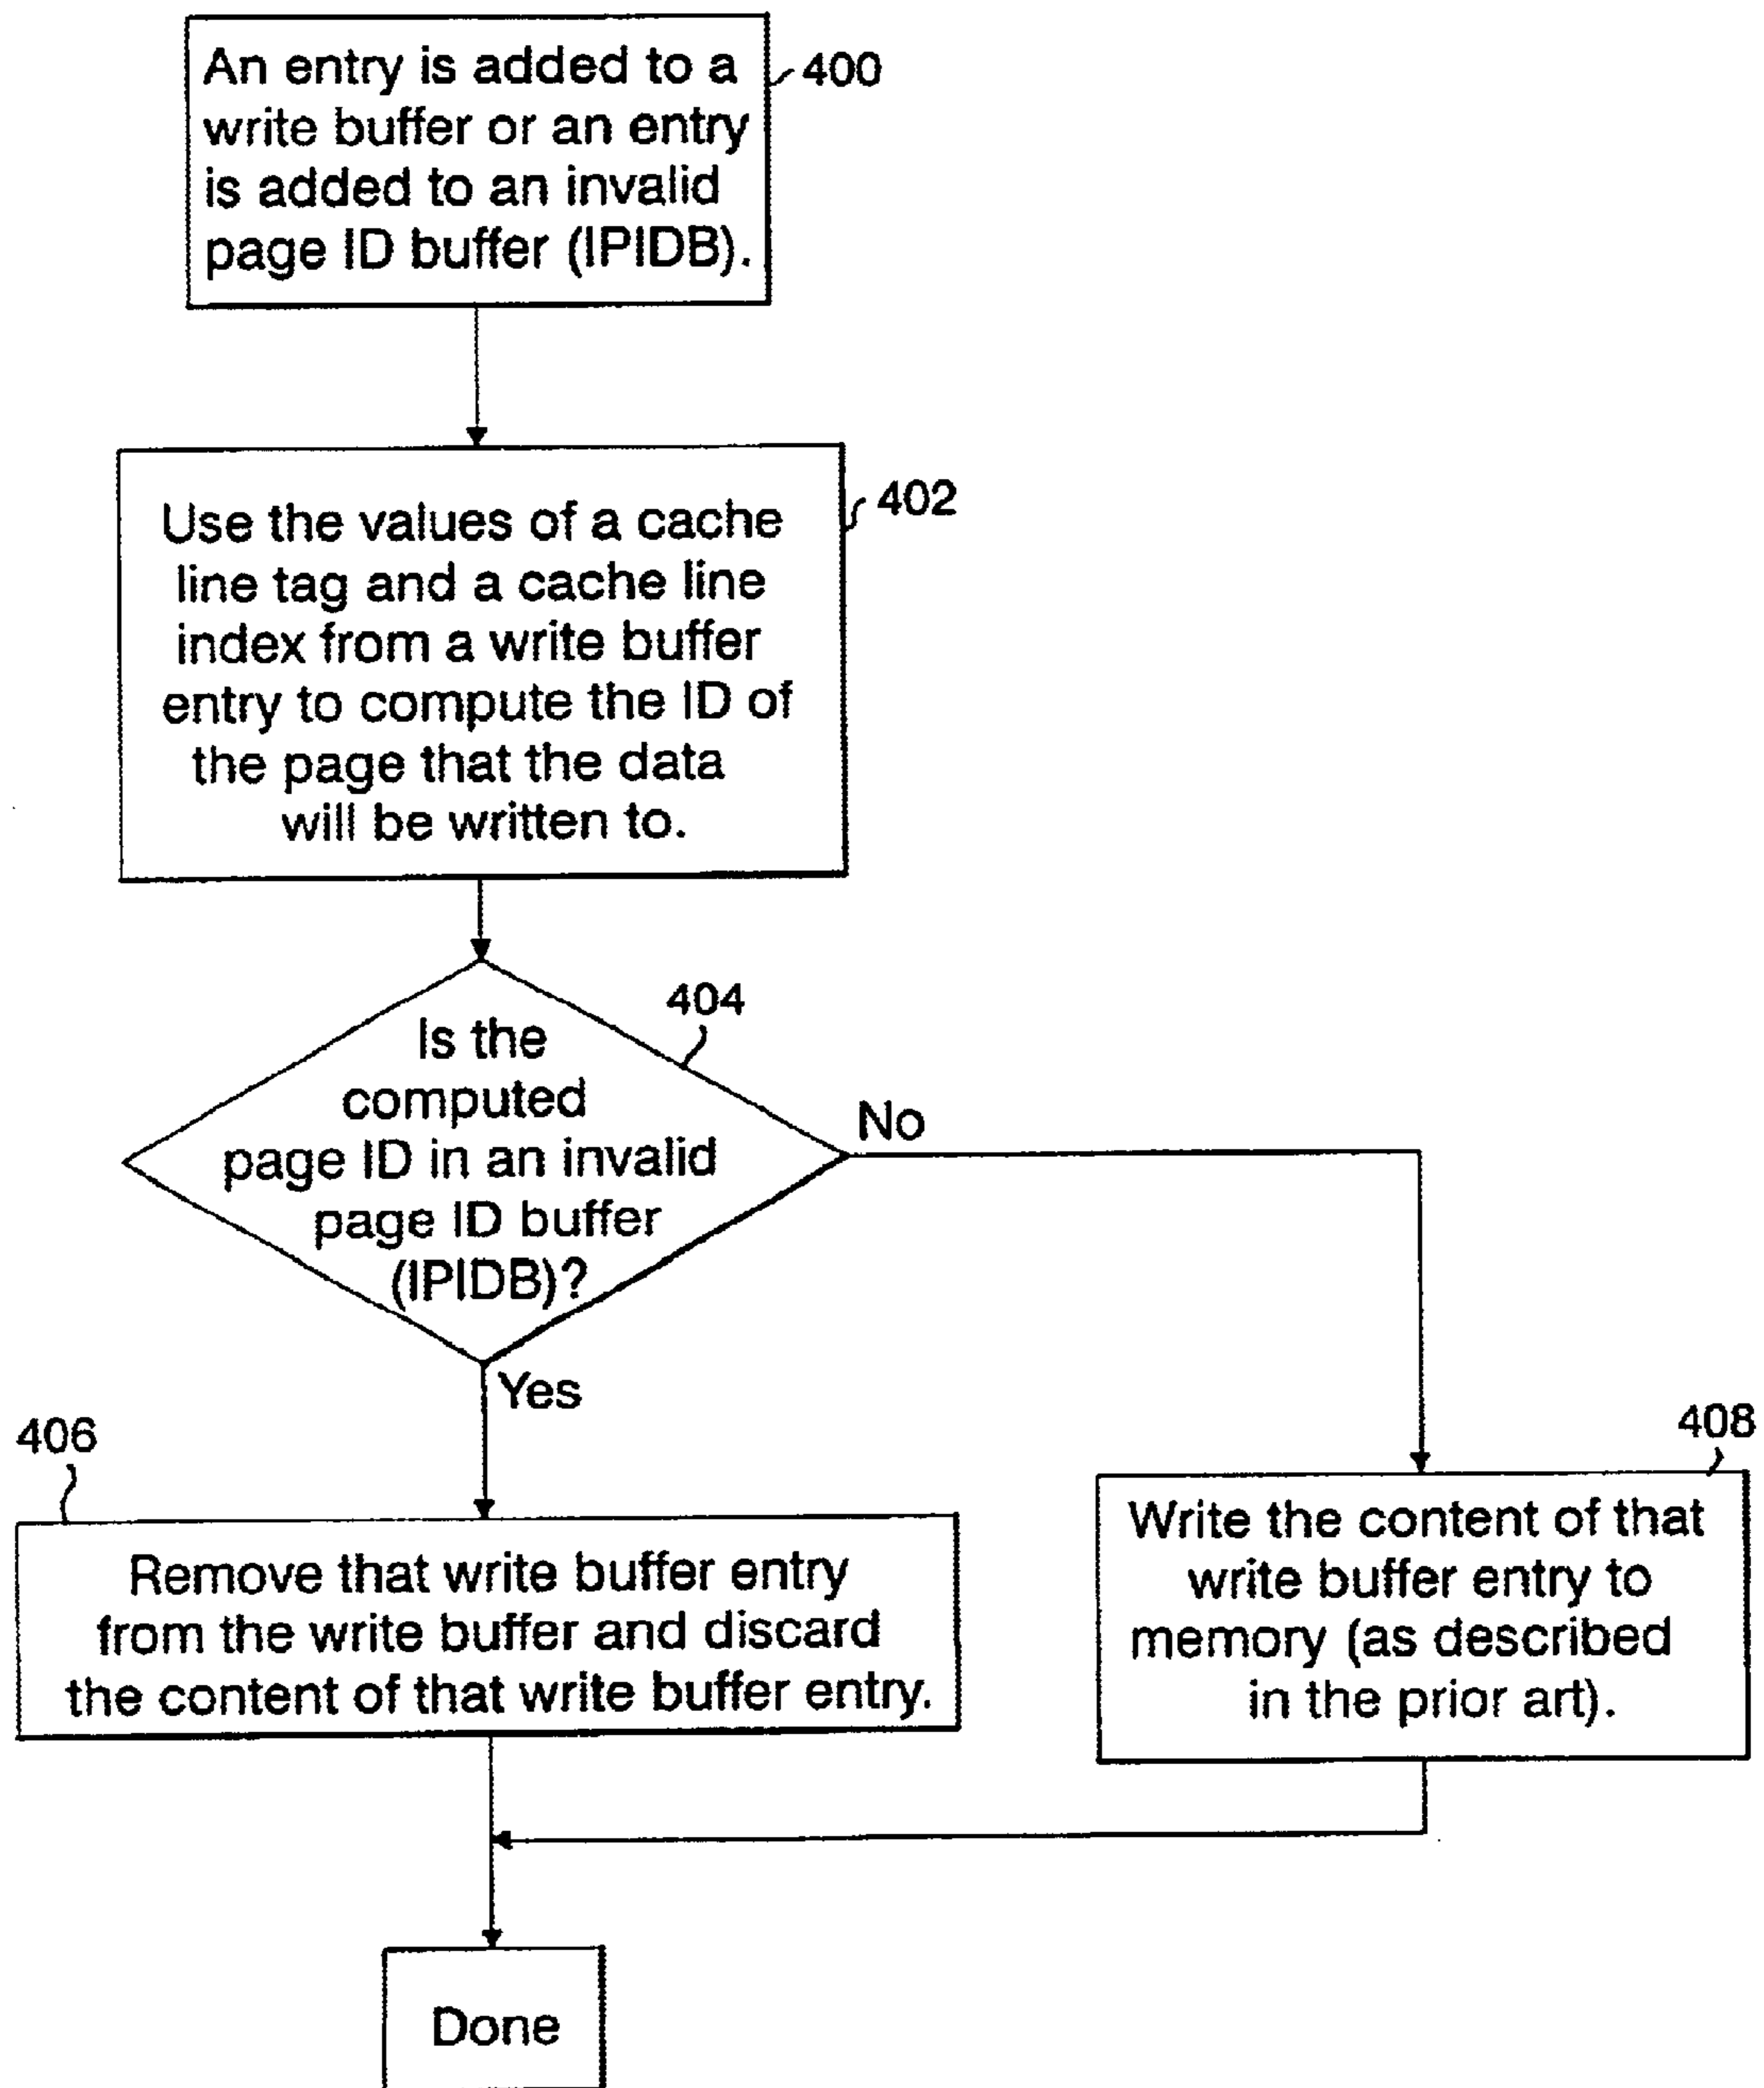 An entry is added to a
write buffer or an entry
is added to an invalid
page ID buffer (IPIDB).
400
Use the values of a cache
line tag and a cache line
index from a write buffer
entry to compute the ID of
the page that the data
will be written to.
402
404
Is the
computed
page ID in an invalid
page ID buffer
(IPIDB)?
No
Yes
406
Remove that write buffer entry
from the write buffer and discard
the content of that write buffer entry.
408
Write the content of that
write buffer entry to
memory (as described
in the prior art).
Done